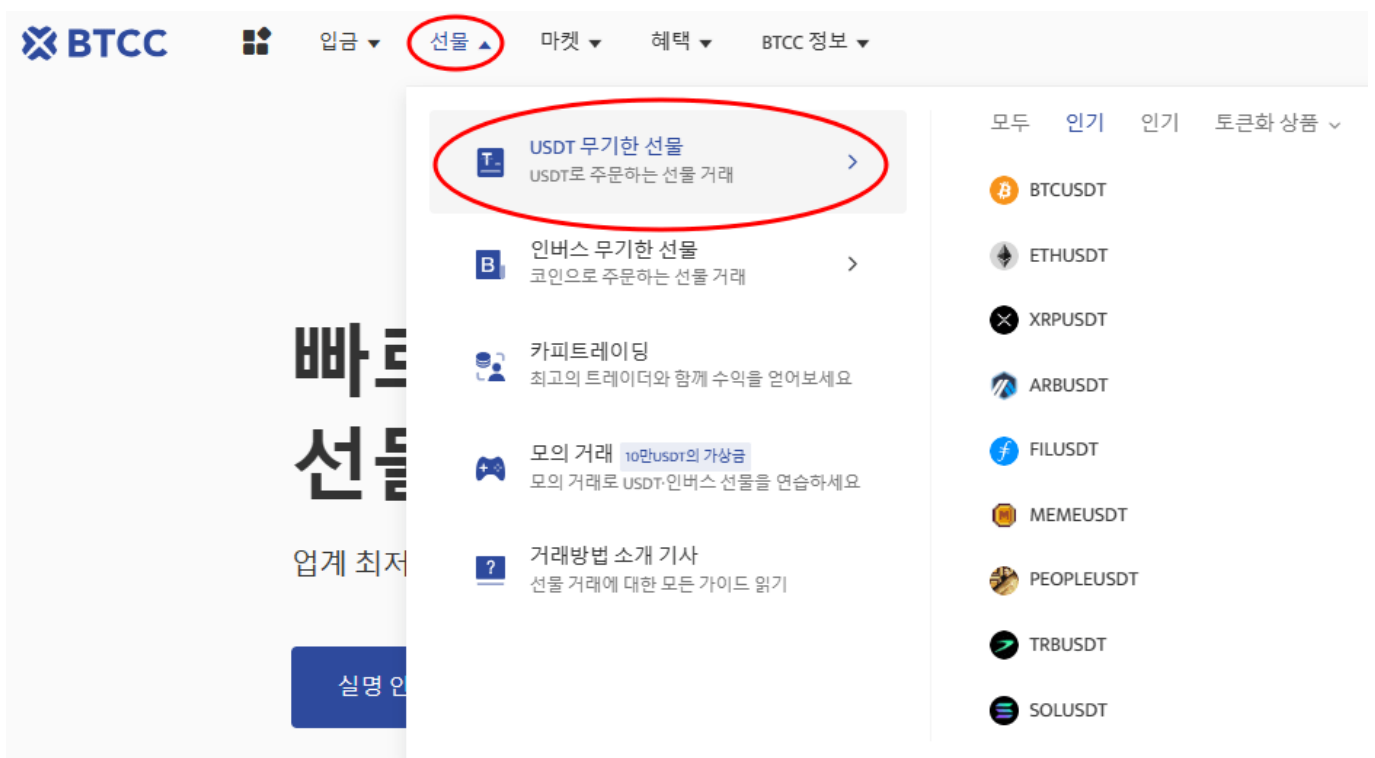 BTCC
입금
선물
마켓
혜택
BTCC 정보
USDT 무기한 선물
USDT로 주문하는 선물 거래
인버스 무기한 선물
코인으로 주문하는 선물 거래
카피트레이딩
최고의 트레이더와 함께 수익을 얻어보세요
모의 거래 10만USDT의 가상금
모의 거래로 USDT·인버스 선물을 연습하세요
거래방법 소개 기사
선물 거래에 대한 모든 가이드 읽기
모두 인기 인기 토큰화 상품
BTCUSDT
ETHUSDT
XRPUSDT
ARBUSDT
FILUSDT
MEMEUSDT
PEOPLEUSDT
TRBUSDT
SOLUSDT
빠르
선물
업계 최저
실명